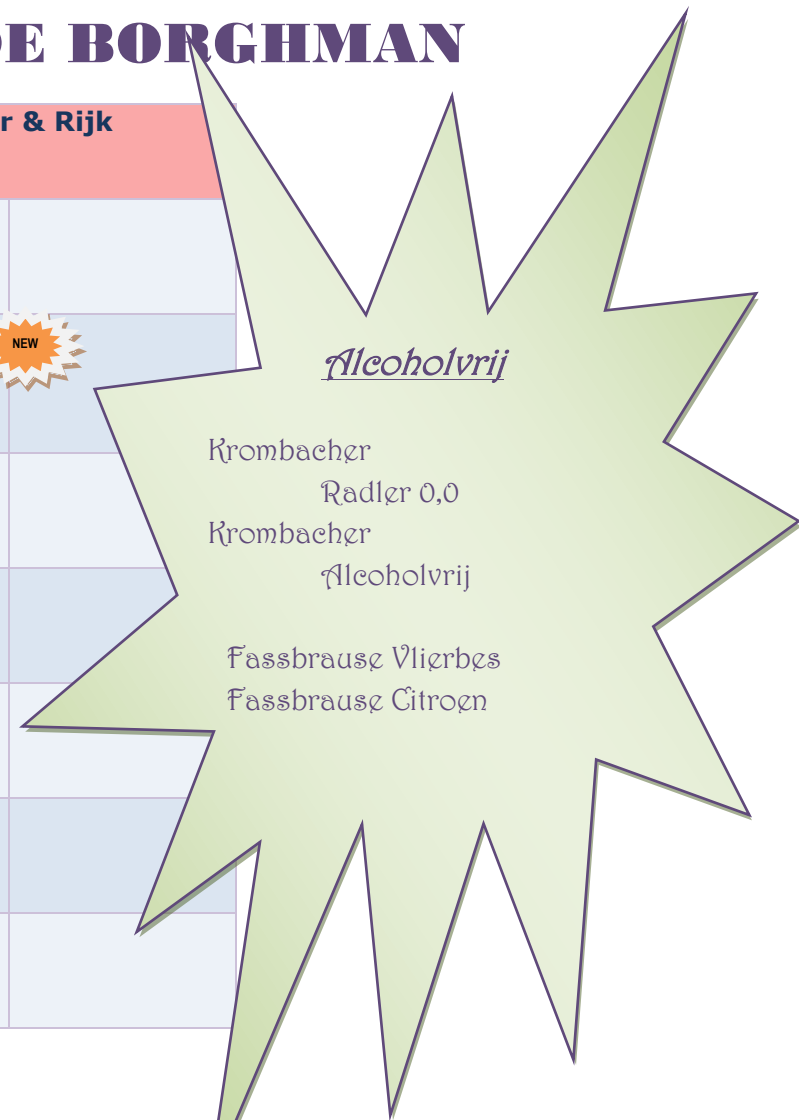 DE BORGHMAN
r & Rijk
NEW
Alcoholvrij
Krombacher
Radler 0,0
Krombacher
Alcoholvrij
Fassbrause Vlierbes
Fassbrause Citroen